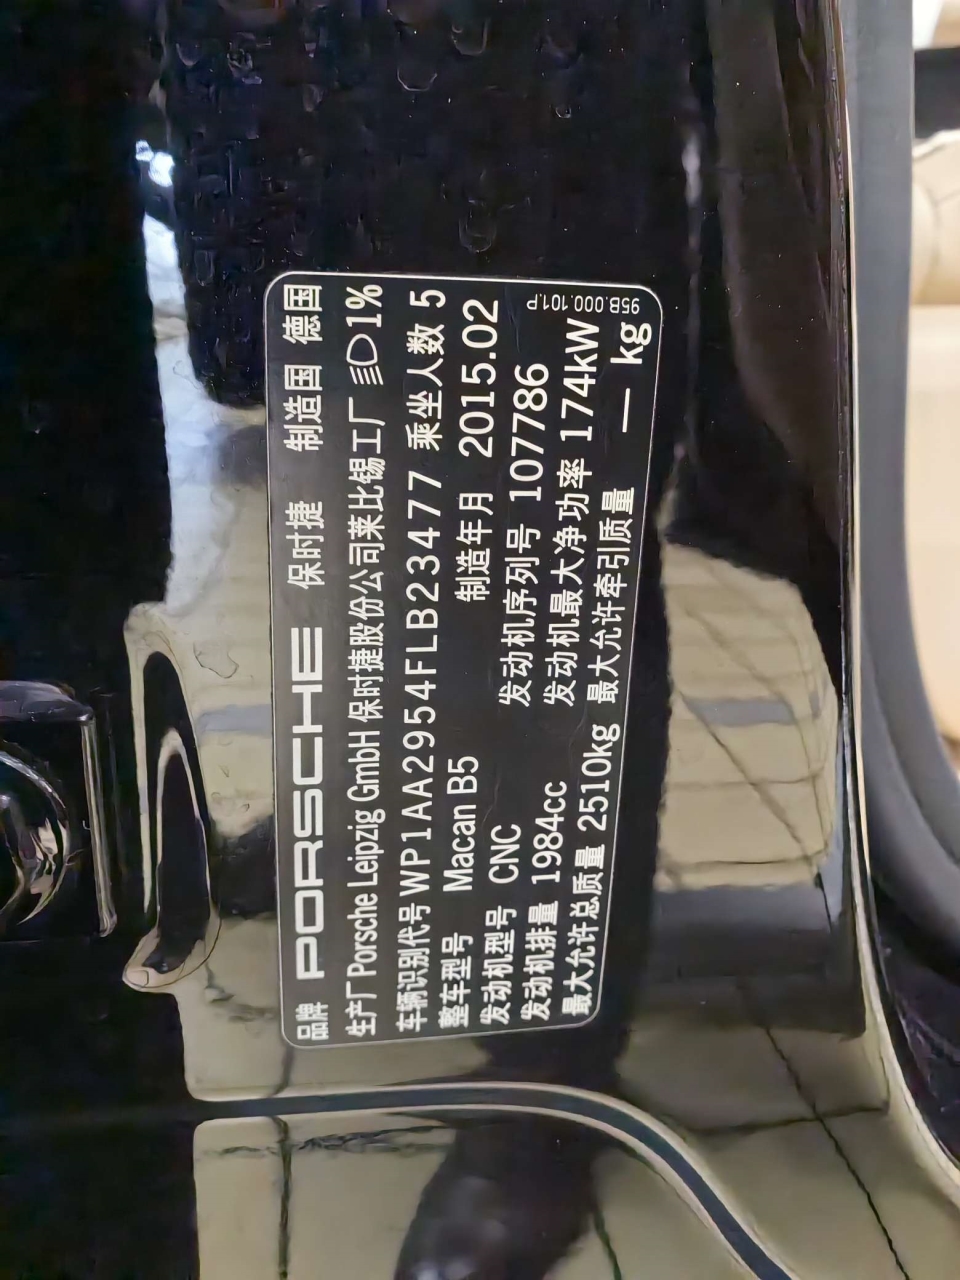 品牌 PORSCHE 保时捷 制造国 德国
生产厂 Porsche Leipzig GmbH 保时捷股份公司莱比锡工厂 1%
车辆识别代号 WP1AA2954FLB23477 乘坐人数 5
整车型号 Macan B5 制造年月 2015.02
发动机型号 CNC 发动机序列号 107786
发动机排量 1984cc 发动机最大净功率 174kW
最大允许总质量 2510kg 最大允许牵引质量 — kg
95B.000.101.P